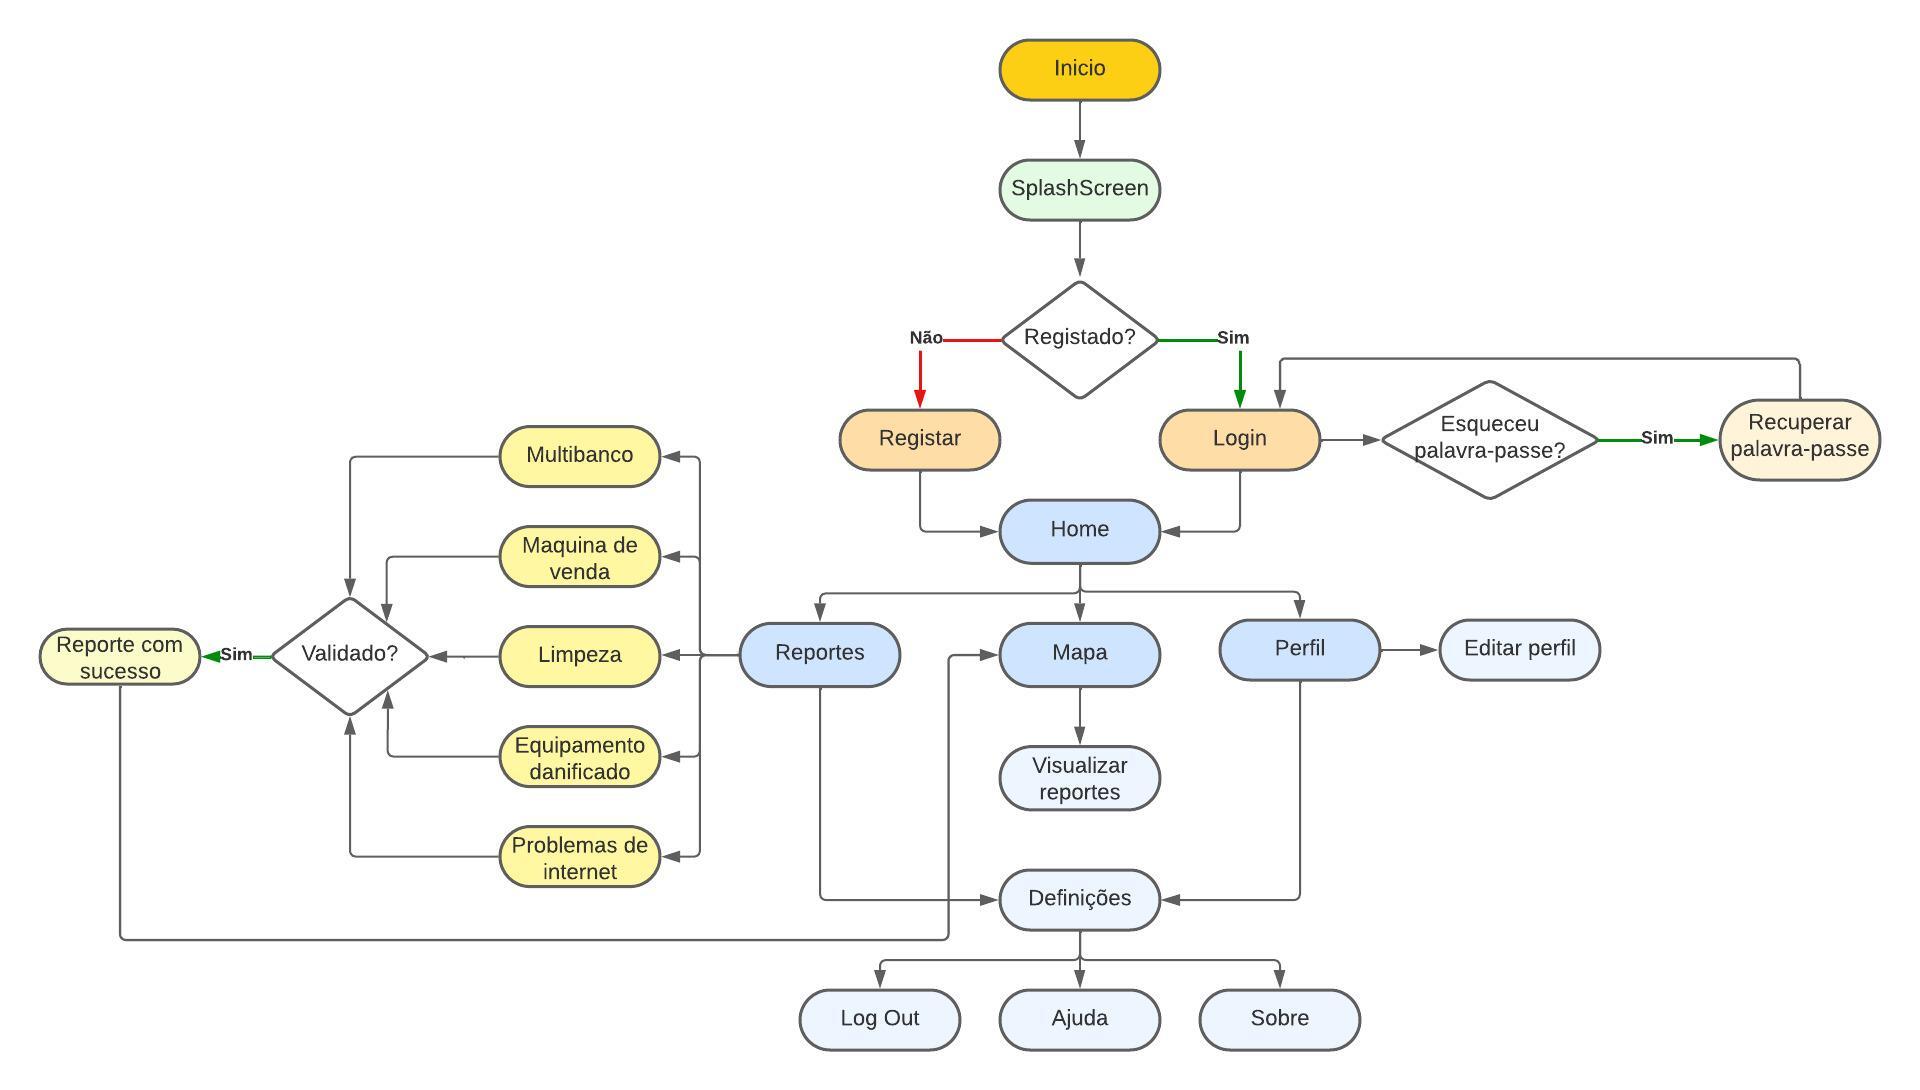 Inicio
SplashScreen
Registado?
Não
Sim
Registar
Login
Esqueceu
palavra-passe?
Sim
Recuperar
palavra-passe
Multibanco
Maquina de
venda
Limpeza
Equipamento
danificado
Problemas de
internet
Validado?
Sim
Reporte com
sucesso
Home
Reportes
Mapa
Perfil
Editar perfil
Visualizar
reportes
Definições
Log Out
Ajuda
Sobre